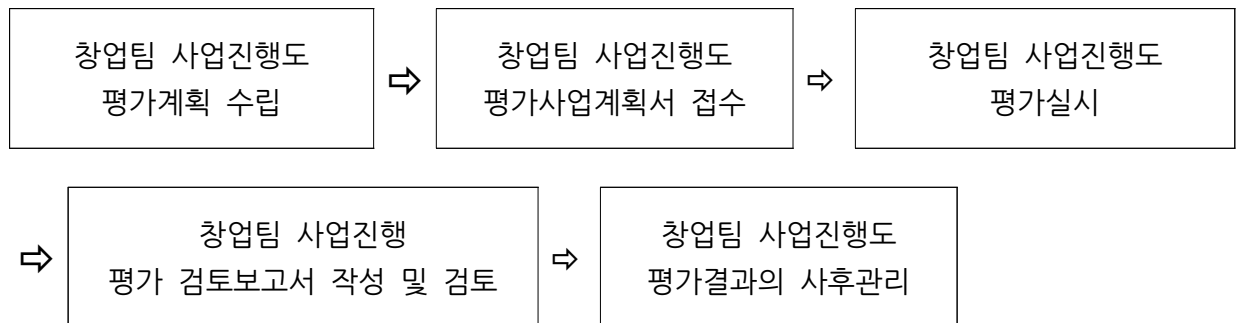 창업팀 사업진행도
평가계획 수립
⇨
창업팀 사업진행도
평가사업계획서 접수
⇨
창업팀 사업진행도
평가실시
⇨
창업팀 사업진행
평가 검토보고서 작성 및 검토
⇨
창업팀 사업진행도
평가결과의 사후관리